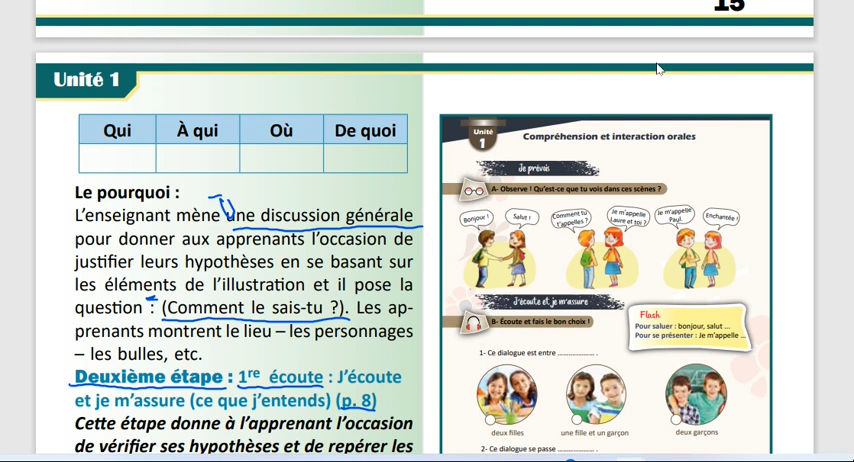 15
Unité 1
Qui À qui Où De quoi
Le pourquoi :
L'enseignant mène une discussion générale
pour donner aux apprenants l'occasion de
justifier leurs hypothèses en se basant sur
les éléments de l'illustration et il pose la
question : (Comment le sais-tu ?). Les ap-
prenants montrent le lieu – les personnages
– les bulles, etc.
Deuxième étape : 1re écoute : J'écoute
et je m'assure (ce que j'entends) (p. 8)
Cette étape donne à l'apprenant l'occasion
de vérifier ses hypothèses et de repérer les
Unité
1
Compréhension et interaction orales
Je prévois
A- Observe ! Qu'est-ce que tu vois dans ces scènes ?
Bonjour !
Salut !
Comment tu
t'appelles ?
Je m'appelle
Laure et toi ?
Je m'appelle
Paul.
Enchantée !
J'écoute et je m'assure
B- Écoute et fais le bon choix !
Flash
Pour saluer : bonjour, salut ...
Pour se présenter : Je m'appelle ...
1- Ce dialogue est entre ................ .
deux filles
une fille et un garçon
deux garçons
2- Ce dialogue se passe ................ .